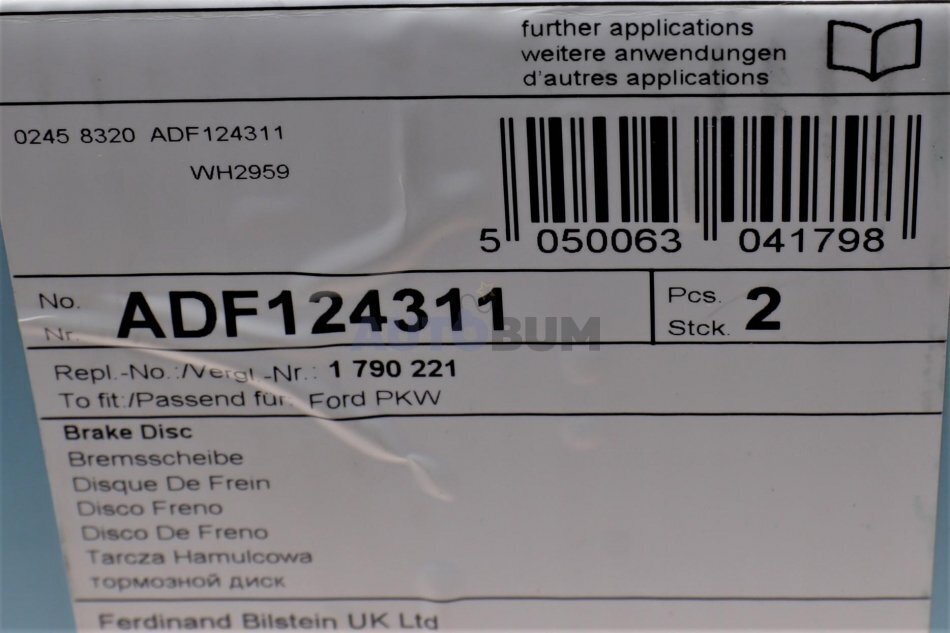 further applications
weitere anwendungen
d'autres applications
0245 8320 ADF124311
WH2959
5 050063 041798
No.
Nr.
ADF124311
Pcs.
Stck.
2
AUTOBUM
Repl.-No.:/Vergl.-Nr.: 1 790 221
To fit:/Passend für: Ford PKW
Brake Disc
Bremsscheibe
Disque De Frein
Disco Freno
Disco De Freno
Tarcza Hamulcowa
тормозной диск
Ferdinand Bilstein UK Ltd